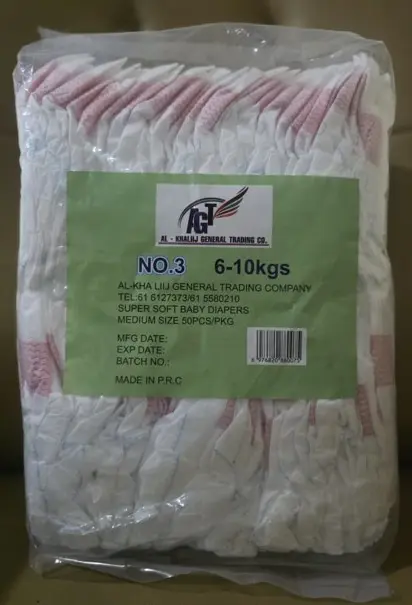 AGT
AL - KHALIIJ GENERAL TRADING CO.
NO.3 6-10kgs
AL-KHA LIIJ GENERAL TRADING COMPANY
TEL:61 6127373/61 5580210
SUPER SOFT BABY DIAPERS
MEDIUM SIZE 50PCS/PKG
MFG DATE:
EXP DATE:
BATCH NO.:
MADE IN P.R.C